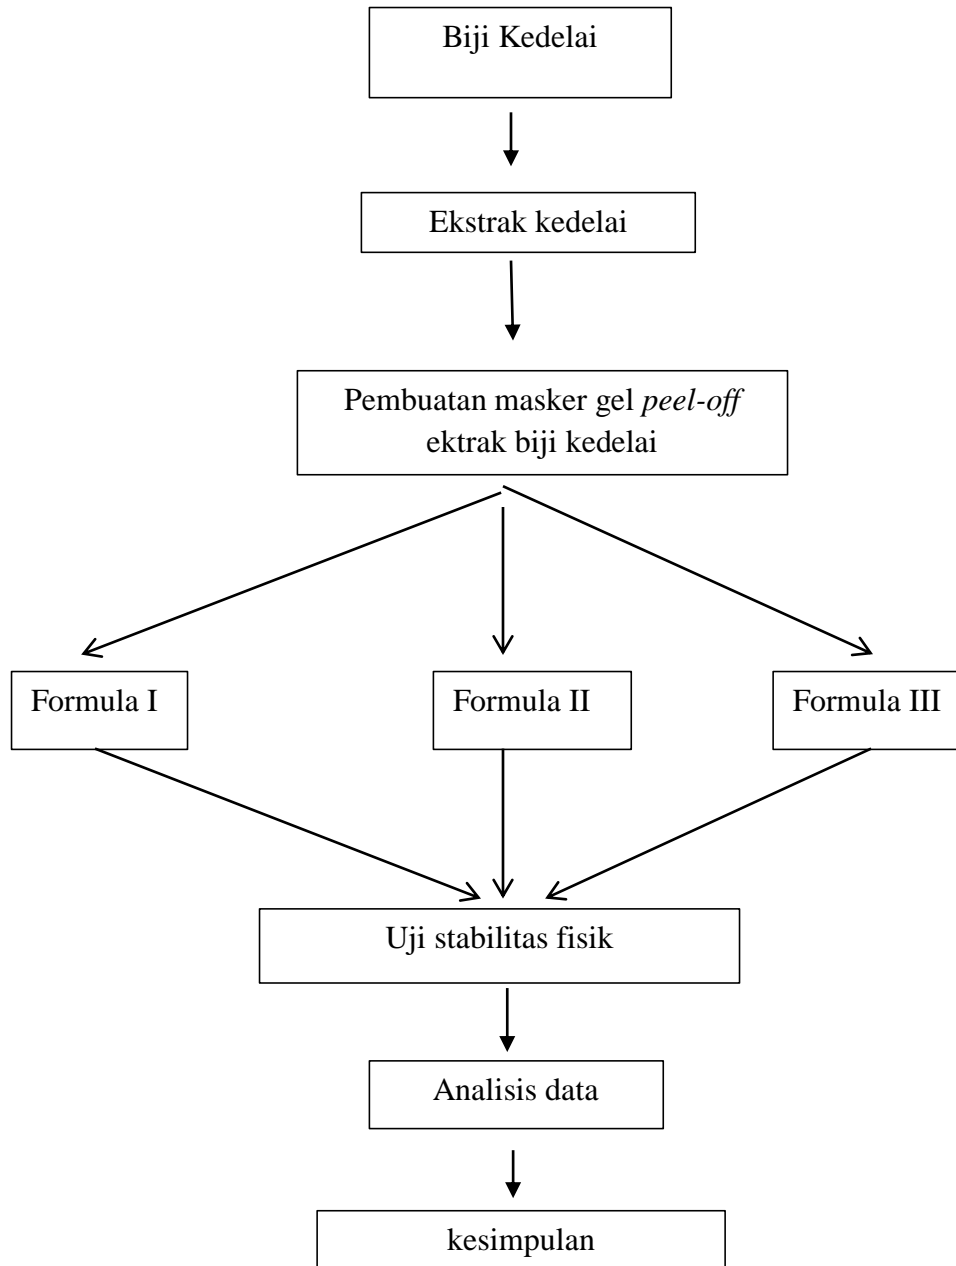 Biji Kedelai
Ekstrak kedelai
Pembuatan masker gel peel-off
ektrak biji kedelai
Formula I
Formula II
Formula III
Uji stabilitas fisik
Analisis data
kesimpulan